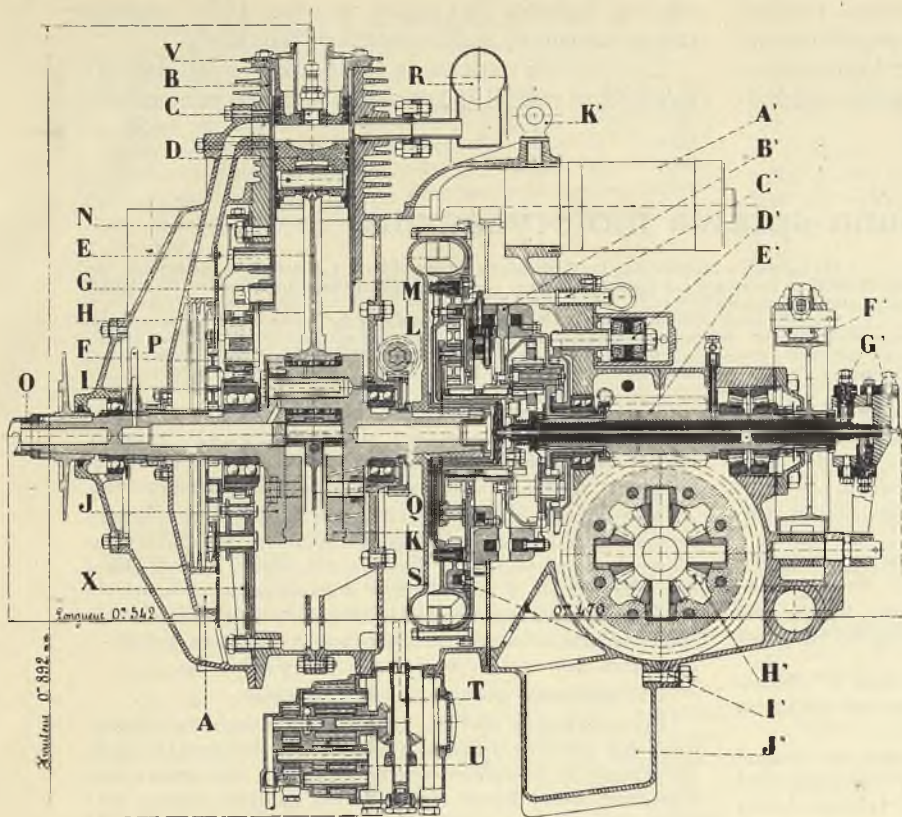 V
B
C
D
N
E
G
H
F
P
I
O
J
X
A
R
K'
A'
B'
C'
D'
E'
F'
G'
M
L
Q
K
S
T
U
H'
I'
J'
Longueur 0ᵐ 542
0ᵐ 470
Hauteur 0ᵐ 892